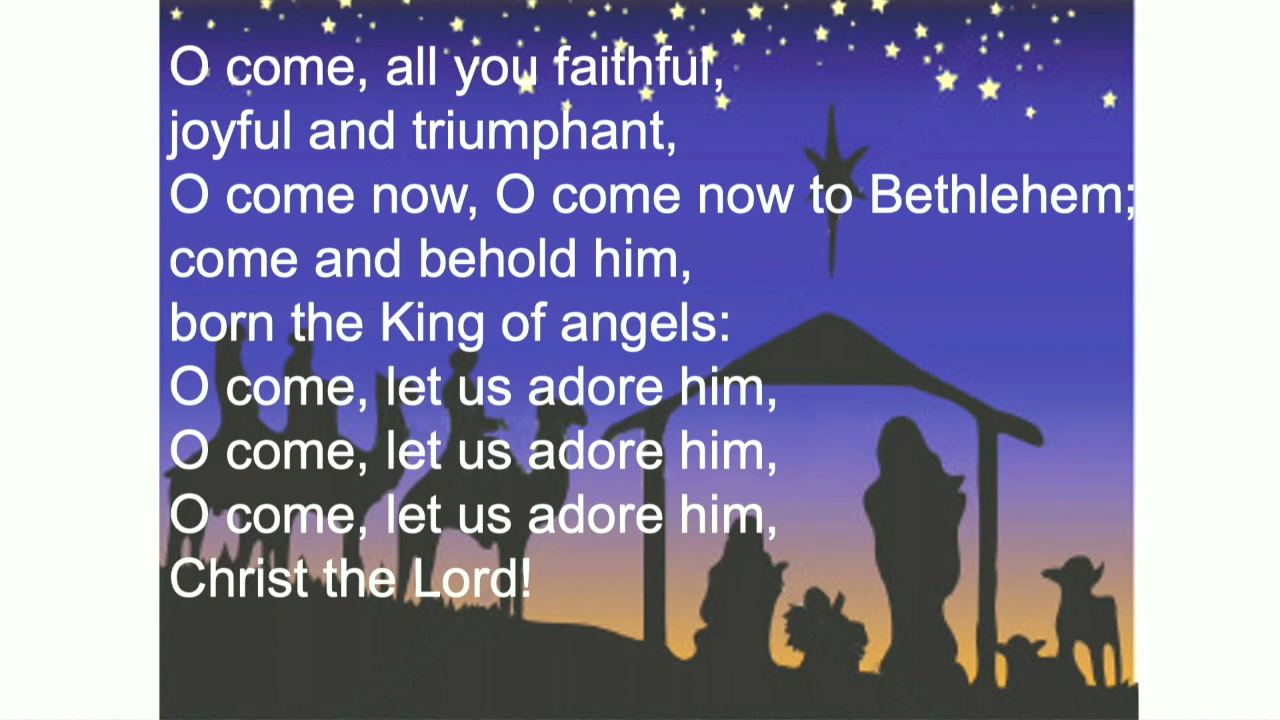 O come, all you faithful,
joyful and triumphant,
O come now, O come now to Bethlehem;
come and behold him,
born the King of angels:
O come, let us adore him,
O come, let us adore him,
O come, let us adore him,
Christ the Lord!